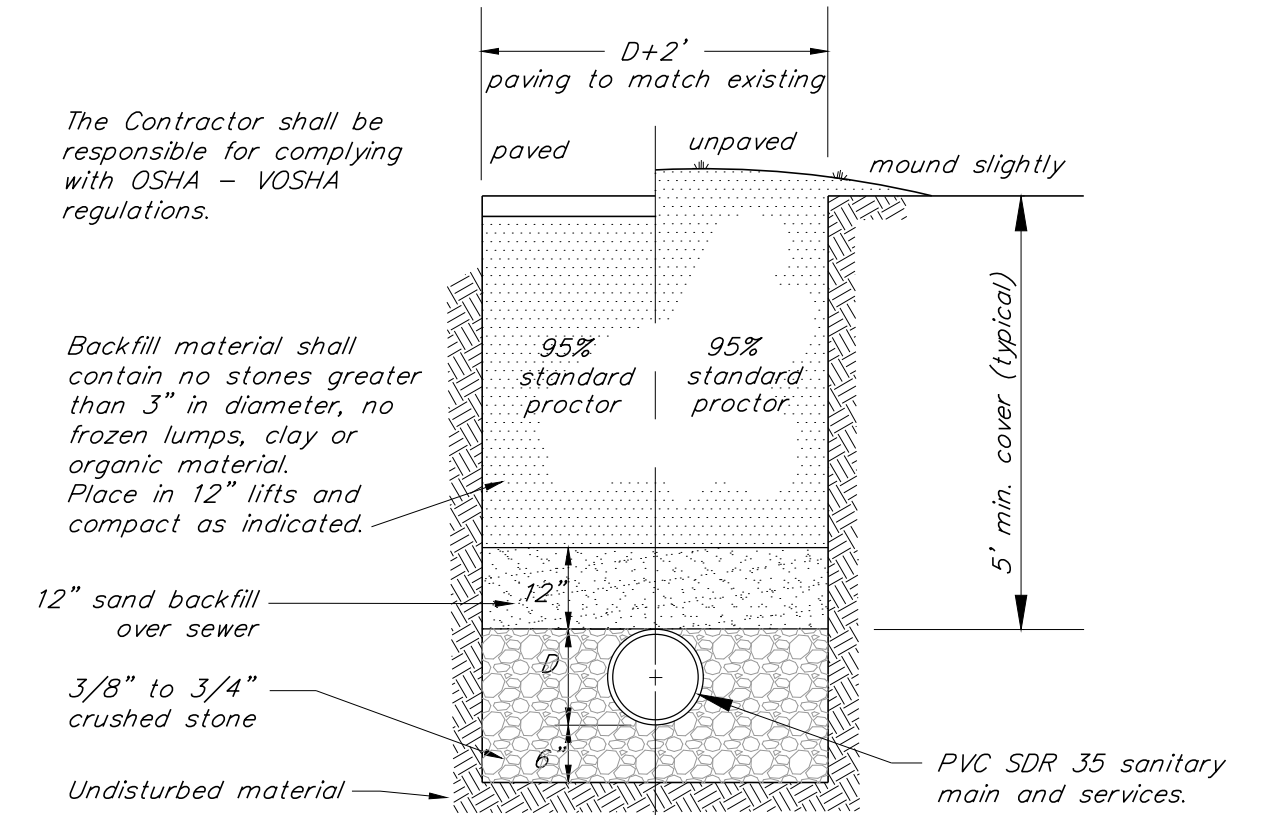 D+2'
paving to match existing
The Contractor shall be
responsible for complying
with OSHA – VOSHA
regulations.
paved
unpaved
mound slightly
Backfill material shall
contain no stones greater
than 3" in diameter, no
frozen lumps, clay or
organic material.
Place in 12" lifts and
compact as indicated.
95%
standard
proctor
95%
standard
proctor
5' min. cover (typical)
12" sand backfill
over sewer
12"
D
3/8" to 3/4"
crushed stone
6"
Undisturbed material
PVC SDR 35 sanitary
main and services.